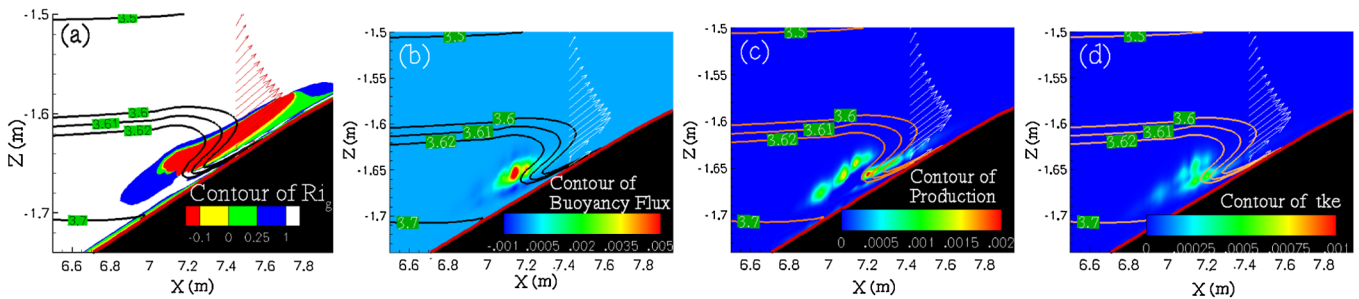 (a)
-1.5
-1.6
-1.7
Z (m)
3.5
3.6
3.61
3.62
3.7
Contour of Rig
-0.1 0 0.25 1
6.6 6.8 7 7.2 7.4 7.6 7.8
X (m)
(b)
-1.5
-1.55
-1.6
-1.65
-1.7
Z (m)
3.5
3.6
3.61
3.62
3.7
Contour of
Buoyancy Flux
-.001 .0005 .002 .0035 .005
6.6 6.8 7 7.2 7.4 7.6 7.8
X (m)
(c)
-1.5
-1.55
-1.6
-1.65
-1.7
Z (m)
3.5
3.6
3.61
3.62
3.7
Contour of
Production
0 .0005 .001 .0015 .002
6.6 6.8 7 7.2 7.4 7.6 7.8
X (m)
(d)
-1.5
-1.55
-1.6
-1.65
-1.7
Z (m)
3.5
3.6
3.61
3.62
3.7
Contour of tke
0 .00025 .0005 .00075 .001
6.6 6.8 7 7.2 7.4 7.6 7.8
X (m)